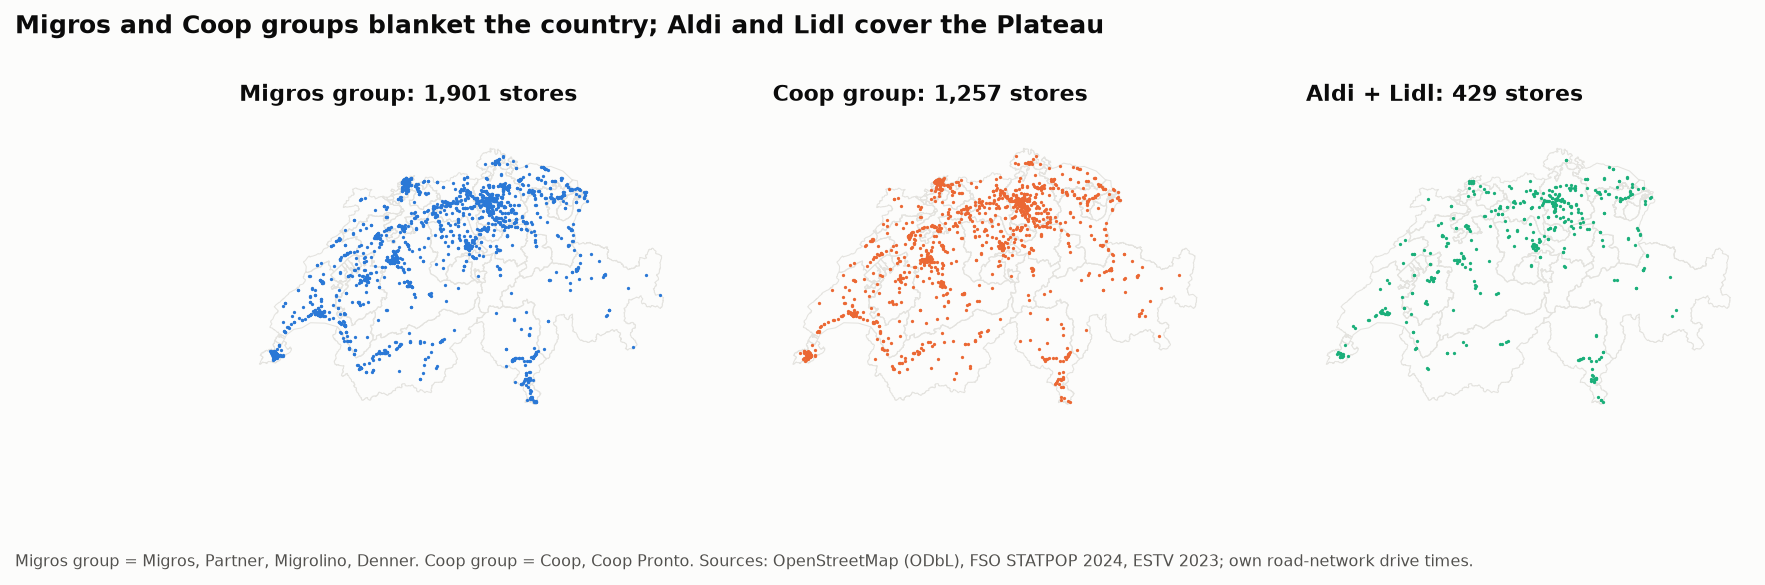 Migros and Coop groups blanket the country; Aldi and Lidl cover the Plateau
Migros group: 1,901 stores
Coop group: 1,257 stores
Aldi + Lidl: 429 stores
Migros group = Migros, Partner, Migrolino, Denner. Coop group = Coop, Coop Pronto. Sources: OpenStreetMap (ODbL), FSO STATPOP 2024, ESTV 2023; own road-network drive times.